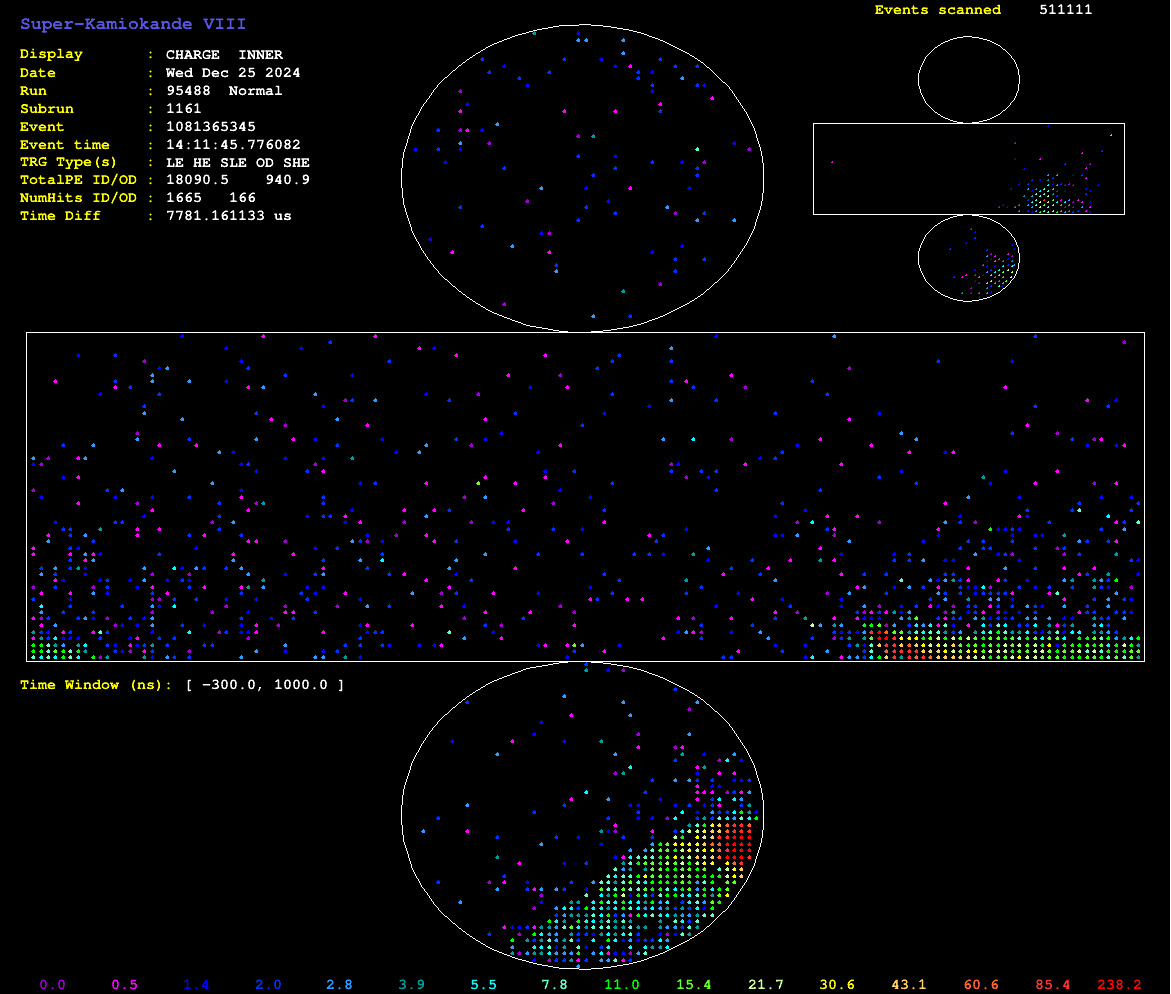 Super-Kamiokande VIII
Display : CHARGE INNER
Date : Wed Dec 25 2024
Run : 95488 Normal
Subrun : 1161
Event : 1081365345
Event time : 14:11:45.776082
TRG Type(s) : LE HE SLE OD SHE
TotalPE ID/OD : 18090.5 940.9
NumHits ID/OD : 1665 166
Time Diff : 7781.161133 us
Events scanned 511111
Time Window (ns): [ −300.0, 1000.0 ]
0.0 0.5 1.4 2.0 2.8 3.9 5.5 7.8 11.0 15.4 21.7 30.6 43.1 60.6 85.4 238.2